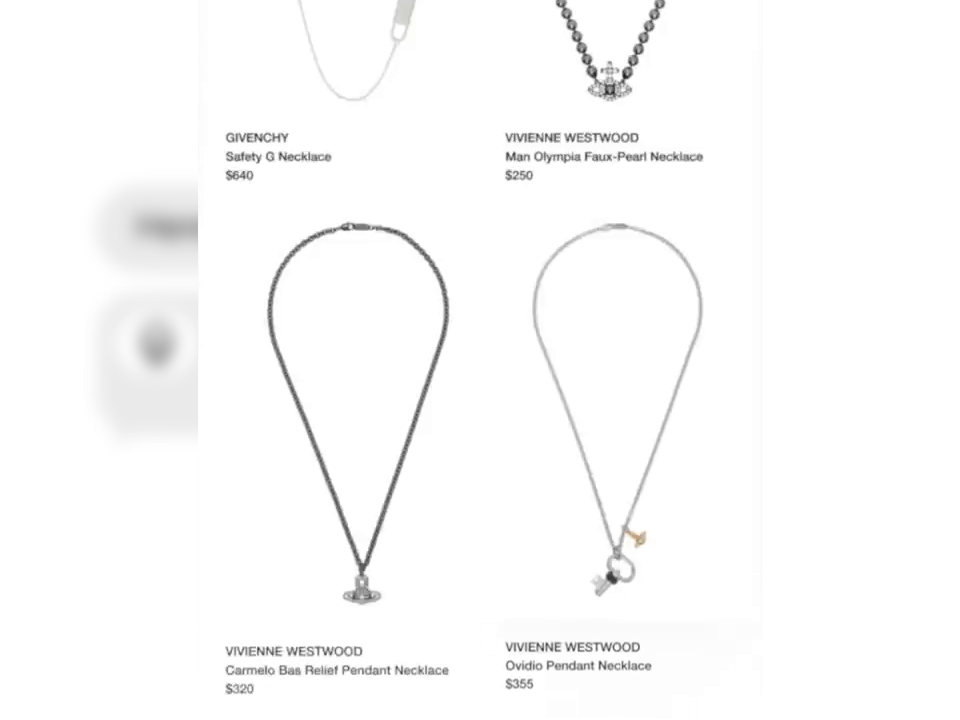 GIVENCHY
Safety G Necklace
$640
VIVIENNE WESTWOOD
Man Olympia Faux-Pearl Necklace
$250
VIVIENNE WESTWOOD
Carmelo Bas Relief Pendant Necklace
$320
VIVIENNE WESTWOOD
Ovidio Pendant Necklace
$355